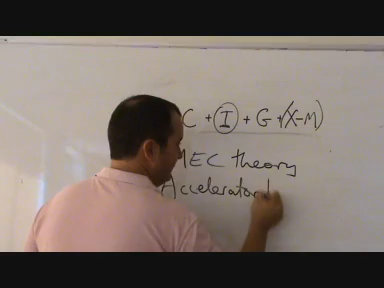 C + I + G + (X-M)
MEC theory
Accelerator